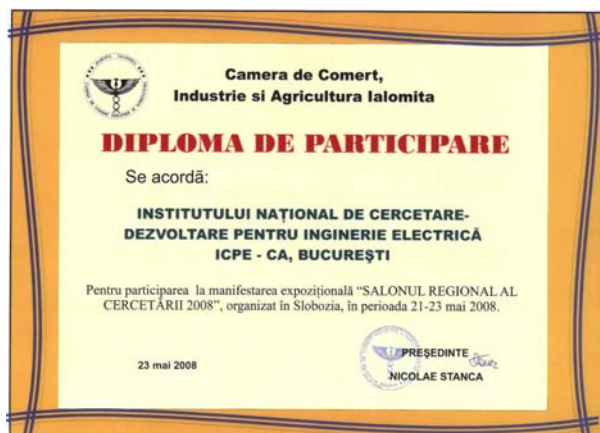 Camera de Comert,
Industrie si Agricultura Ialomita
DIPLOMA DE PARTICIPARE
Se acordă:
INSTITUTULUI NAȚIONAL DE CERCETARE-
DEZVOLTARE PENTRU INGINERIE ELECTRICĂ
ICPE - CA, BUCUREȘTI
Pentru participarea la manifestarea expozițională “SALONUL REGIONAL AL
CERCETĂRII 2008”, organizat în Slobozia, în perioada 21-23 mai 2008.
23 mai 2008
PREȘEDINTE
NICOLAE STANCA